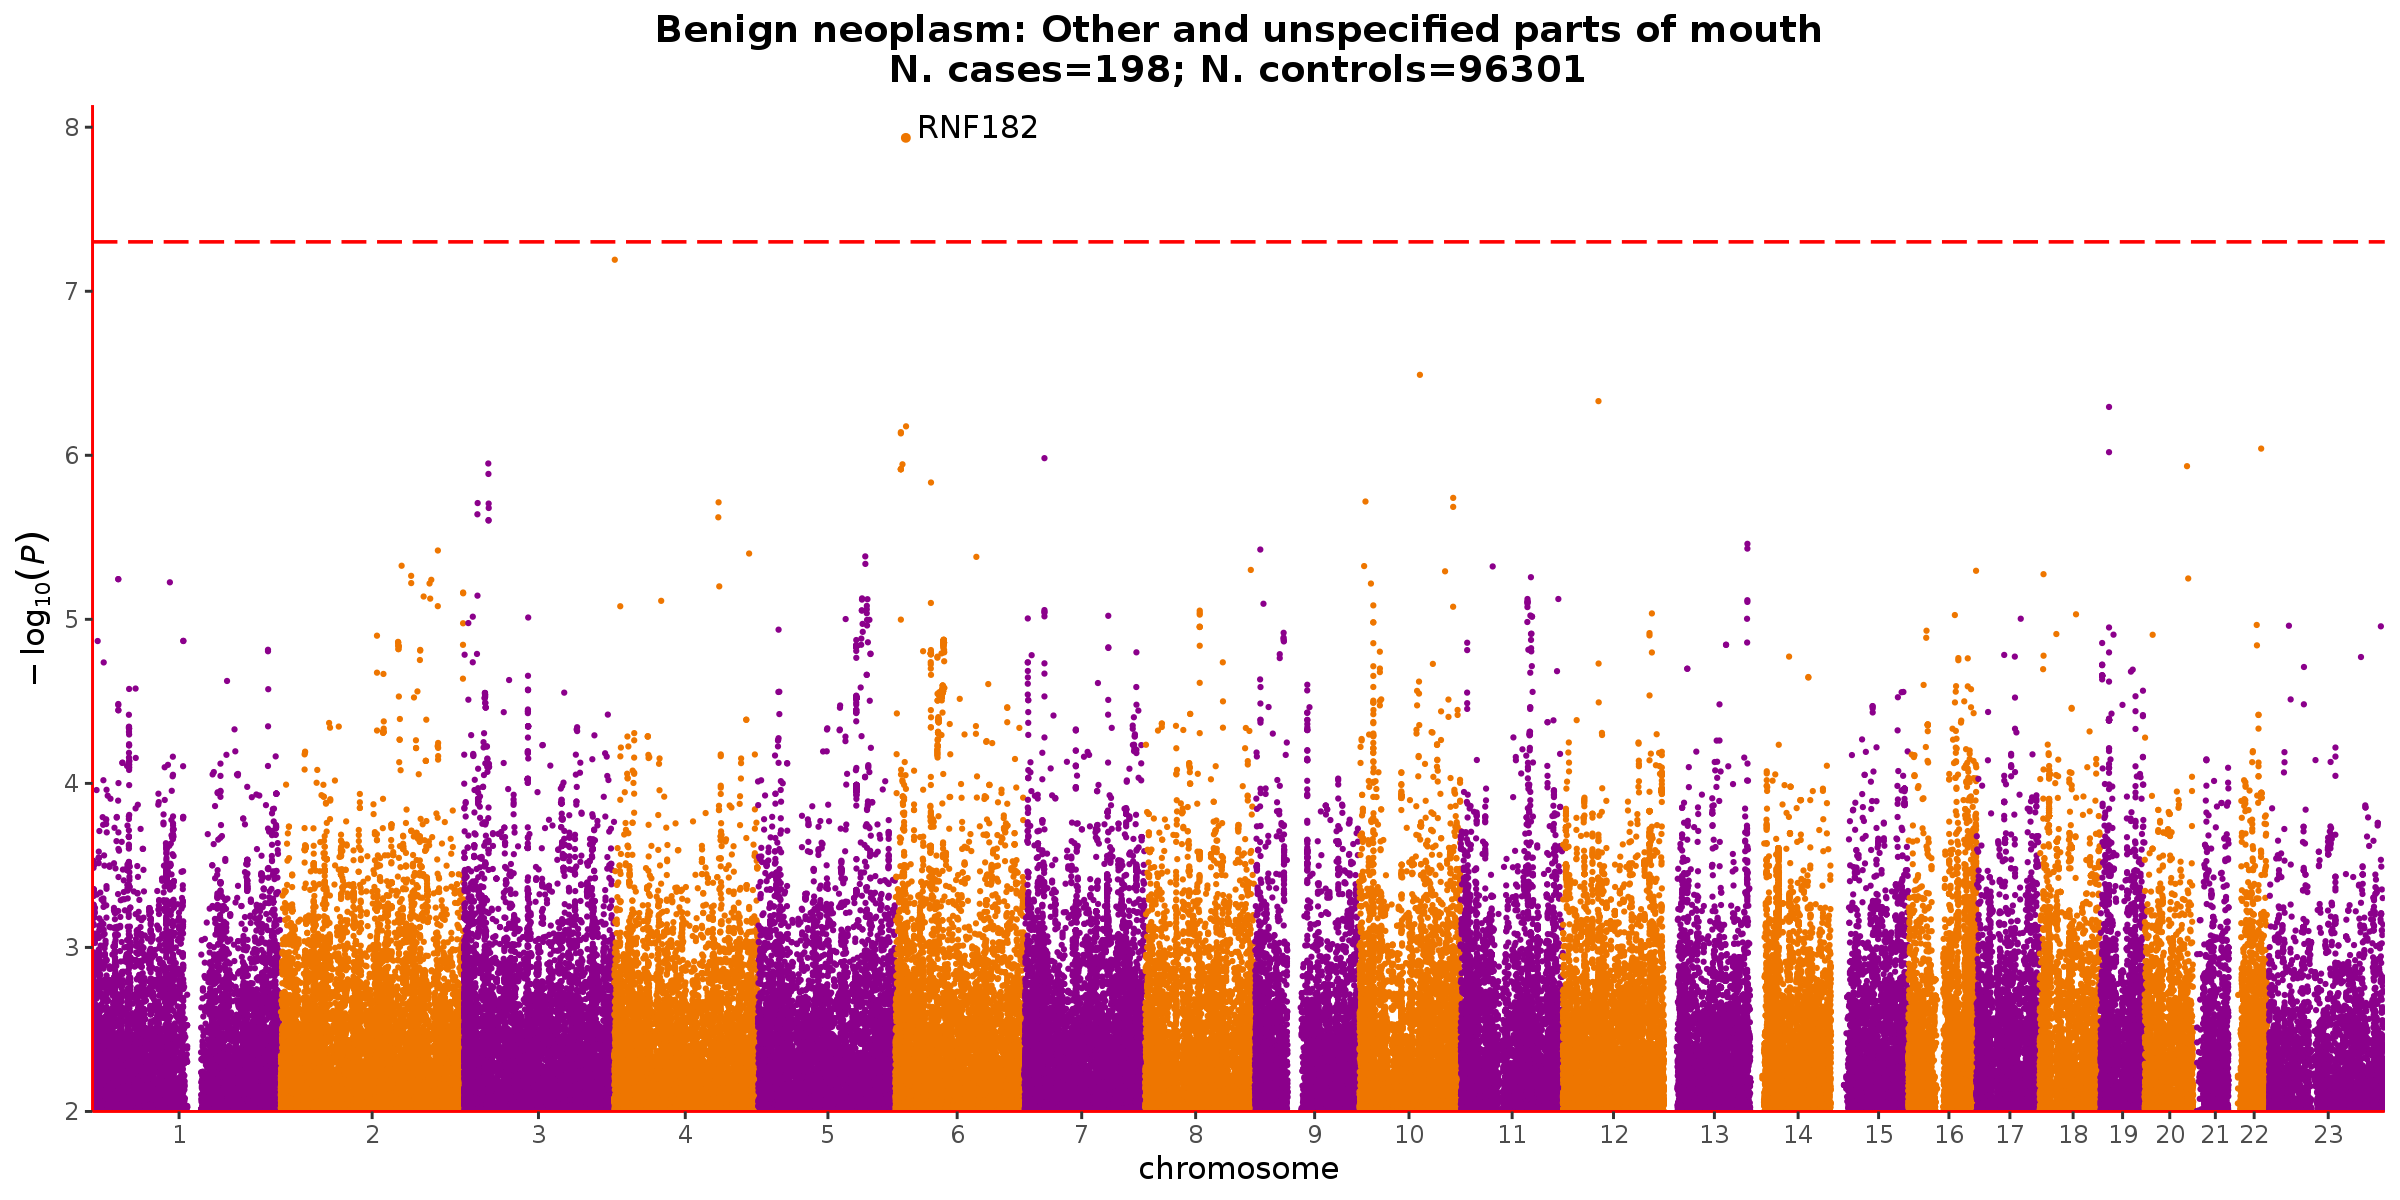 Benign neoplasm: Other and unspecified parts of mouth
N. cases=198; N. controls=96301
RNF182
8
7
6
5
4
3
2
−log10(P)
1 2 3 4 5 6 7 8 9 10 11 12 13 14 15 16 17 18 19 20 21 22 23
chromosome